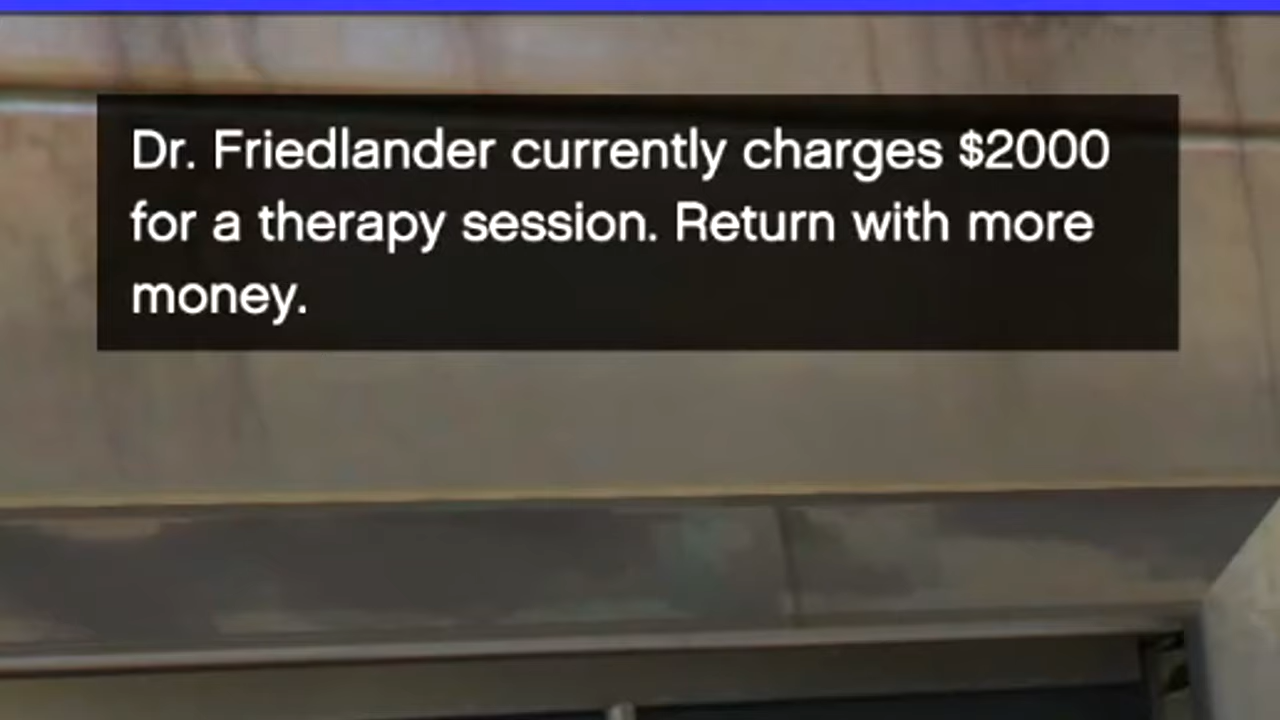 Dr. Friedlander currently charges $2000
for a therapy session. Return with more
money.